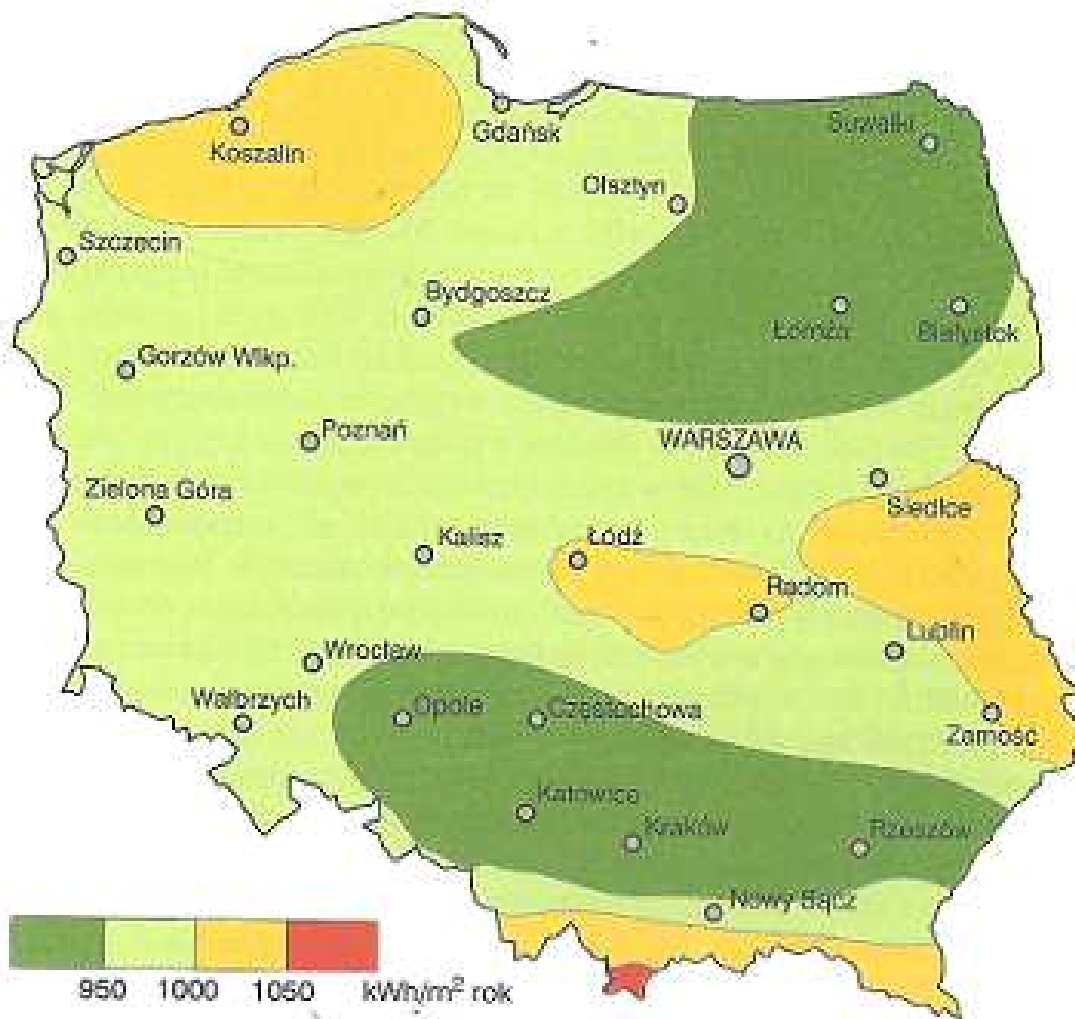 Gdańsk
Suwałki
Koszalin
Olsztyn
Szczecin
Bydgoszcz
Łomża
Białystok
Gorzów Wlkp.
Poznań
WARSZAWA
Zielona Góra
Siedlce
Kalisz
Łódź
Radom
Lublin
Wrocław
Wałbrzych
Opole
Częstochowa
Zamość
Katowice
Kraków
Rzeszów
Nowy Sącz
950 1000 1050 kWh/m² rok